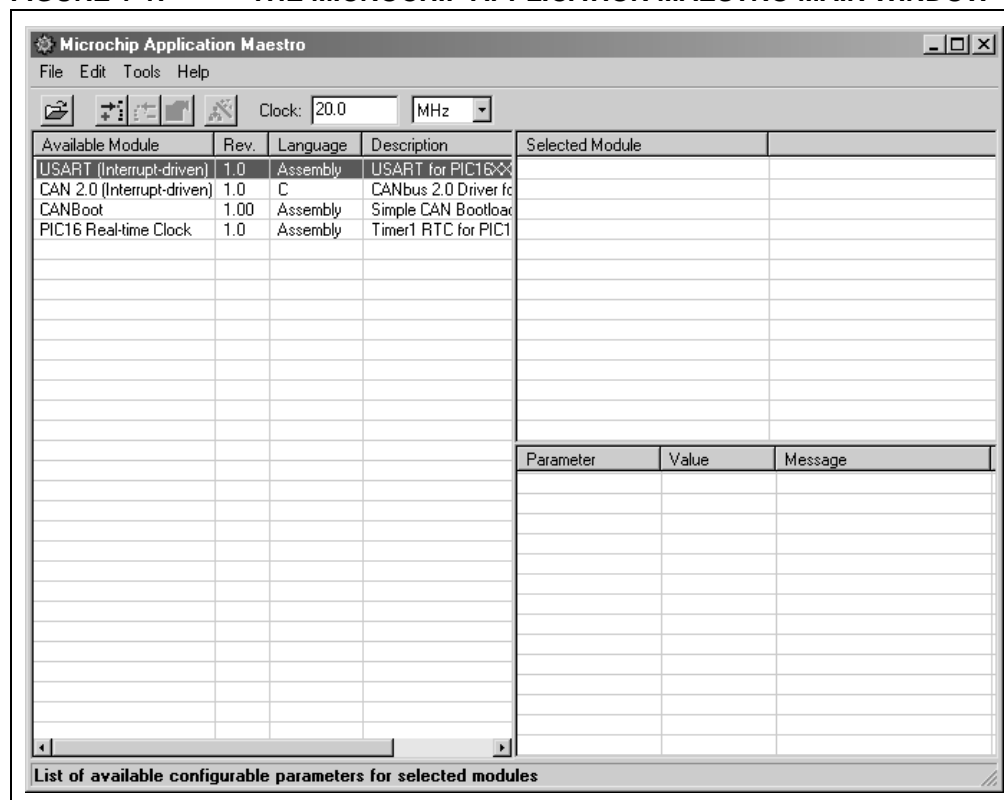 Microchip Application Maestro
File Edit Tools Help
Clock: 20.0 MHz
Available Module Rev. Language Description
USART (Interrupt-driven) 1.0 Assembly USART for PIC16XX
CAN 2.0 (Interrupt-driven) 1.0 C CANbus 2.0 Driver fo
CANBoot 1.00 Assembly Simple CAN Bootload
PIC16 Real-time Clock 1.0 Assembly Timer1 RTC for PIC1
Selected Module
Parameter Value Message
List of available configurable parameters for selected modules